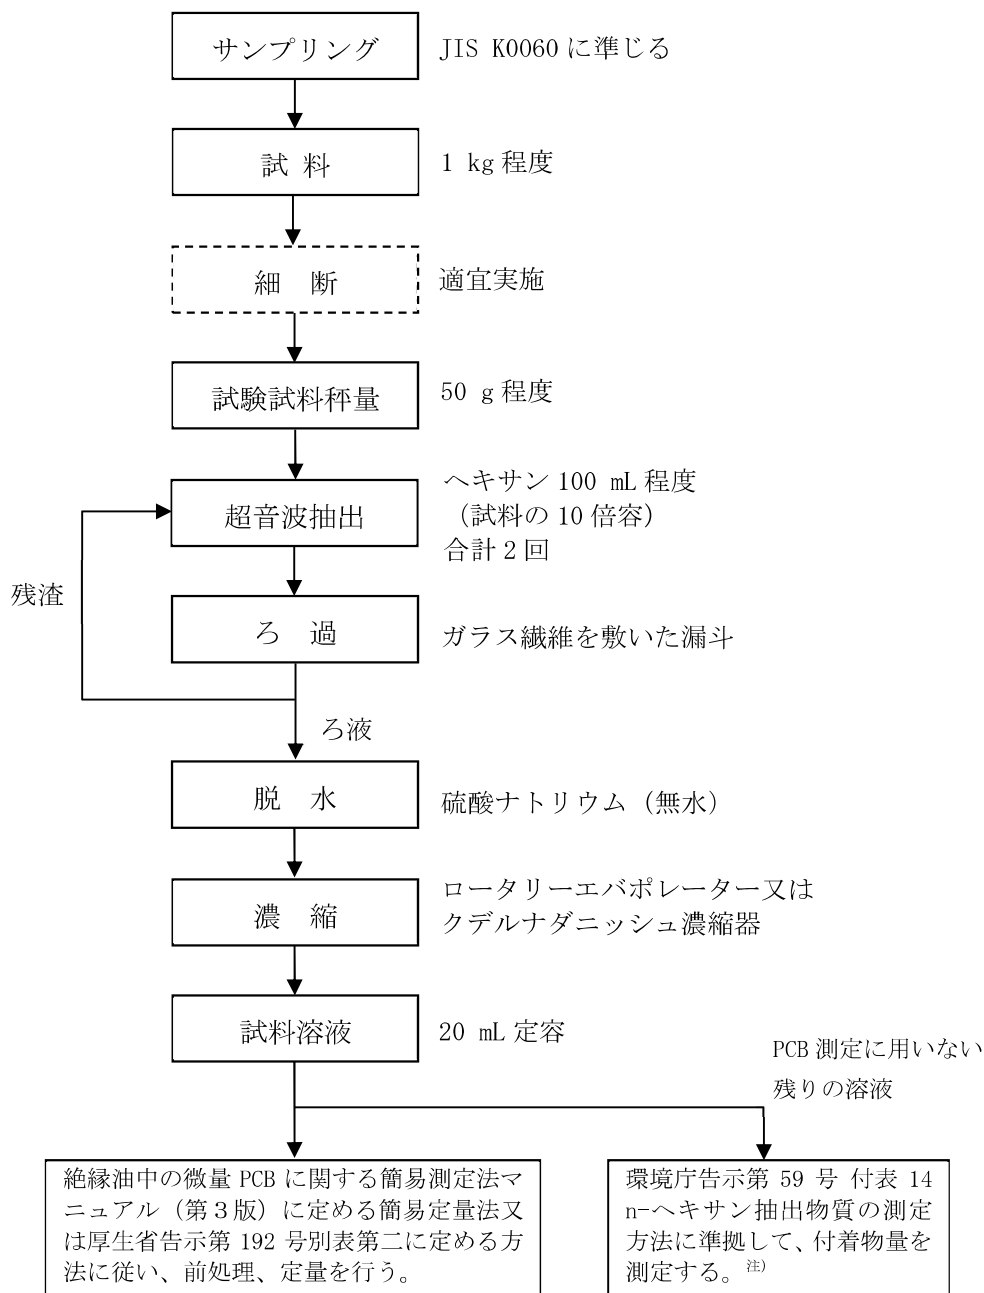 サンプリング
JIS K0060 に準じる
試 料
1 kg 程度
細　断
適宜実施
試験試料秤量
50 g 程度
超音波抽出
ヘキサン 100 mL 程度
（試料の 10 倍容）
合計 2 回
残渣
ろ　過
ガラス繊維を敷いた漏斗
ろ液
脱　水
硫酸ナトリウム（無水）
濃　縮
ロータリーエバポレーター又は
クデルナダニッシュ濃縮器
試料溶液
20 mL 定容
PCB 測定に用いない
残りの溶液
絶縁油中の微量 PCB に関する簡易測定法マ
ニュアル（第３版）に定める簡易定量法又
は厚生省告示第 192 号別表第二に定める方
法に従い、前処理、定量を行う。
環境庁告示第 59 号 付表 14
n-ヘキサン抽出物質の測定
方法に準拠して、付着物量を
測定する。注)